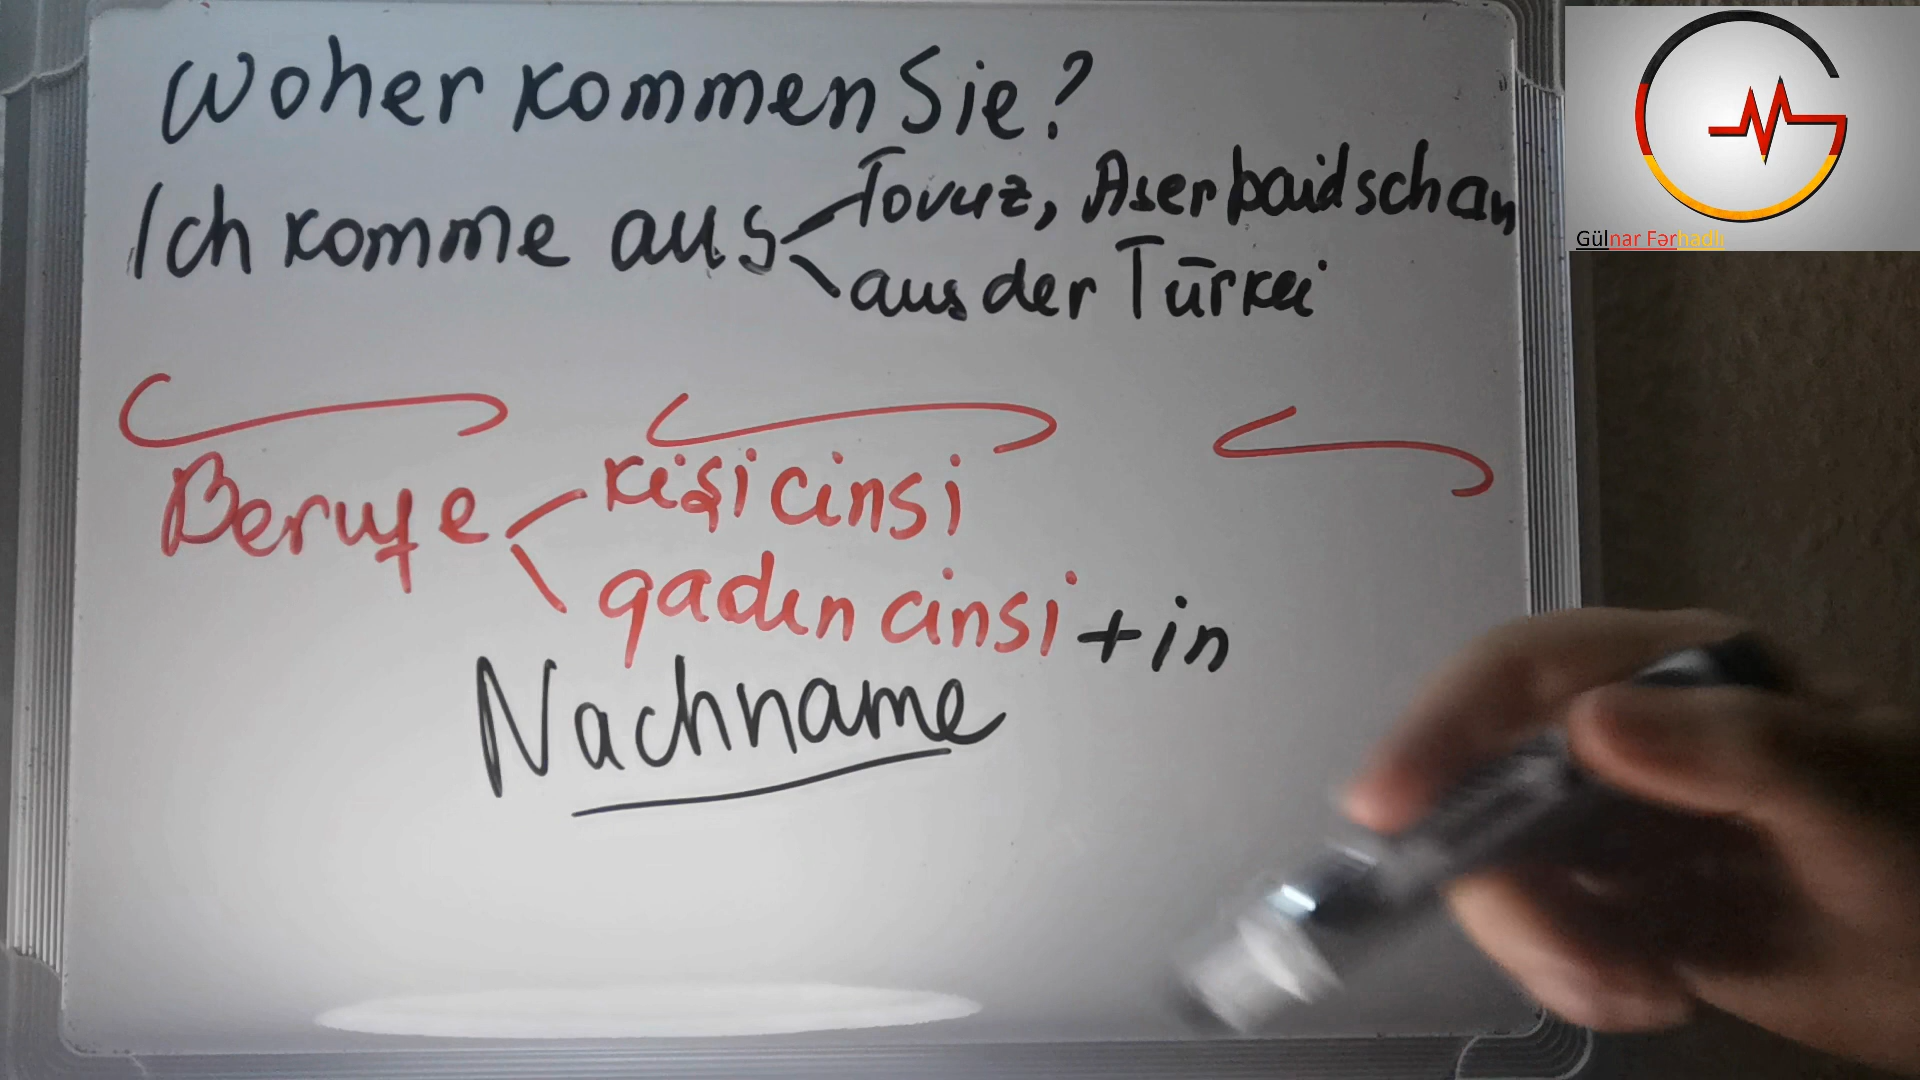 Woher kommen Sie?
Ich komme aus Tovuz, Aserbaidschan
aus der Türkei
Berufe kişi cinsi
qadın cinsi + in
Nachname
Gülnar Fərhadlı